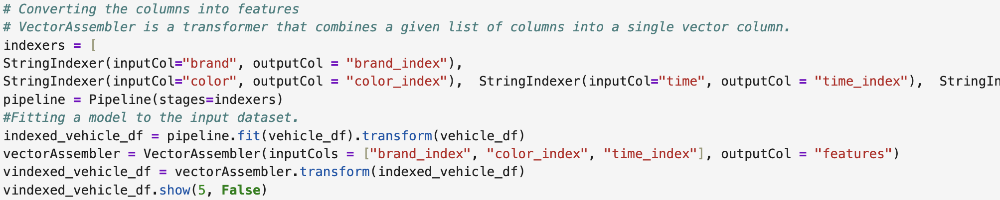 # Converting the columns into features
# VectorAssembler is a transformer that combines a given list of columns into a single vector column.
indexers = [
StringIndexer(inputCol="brand", outputCol = "brand_index"),
StringIndexer(inputCol="color", outputCol = "color_index"),  StringIndexer(inputCol="time", outputCol = "time_index"),  StringIn
pipeline = Pipeline(stages=indexers)
#Fitting a model to the input dataset.
indexed_vehicle_df = pipeline.fit(vehicle_df).transform(vehicle_df)
vectorAssembler = VectorAssembler(inputCols = ["brand_index", "color_index", "time_index"], outputCol = "features")
vindexed_vehicle_df = vectorAssembler.transform(indexed_vehicle_df)
vindexed_vehicle_df.show(5, False)